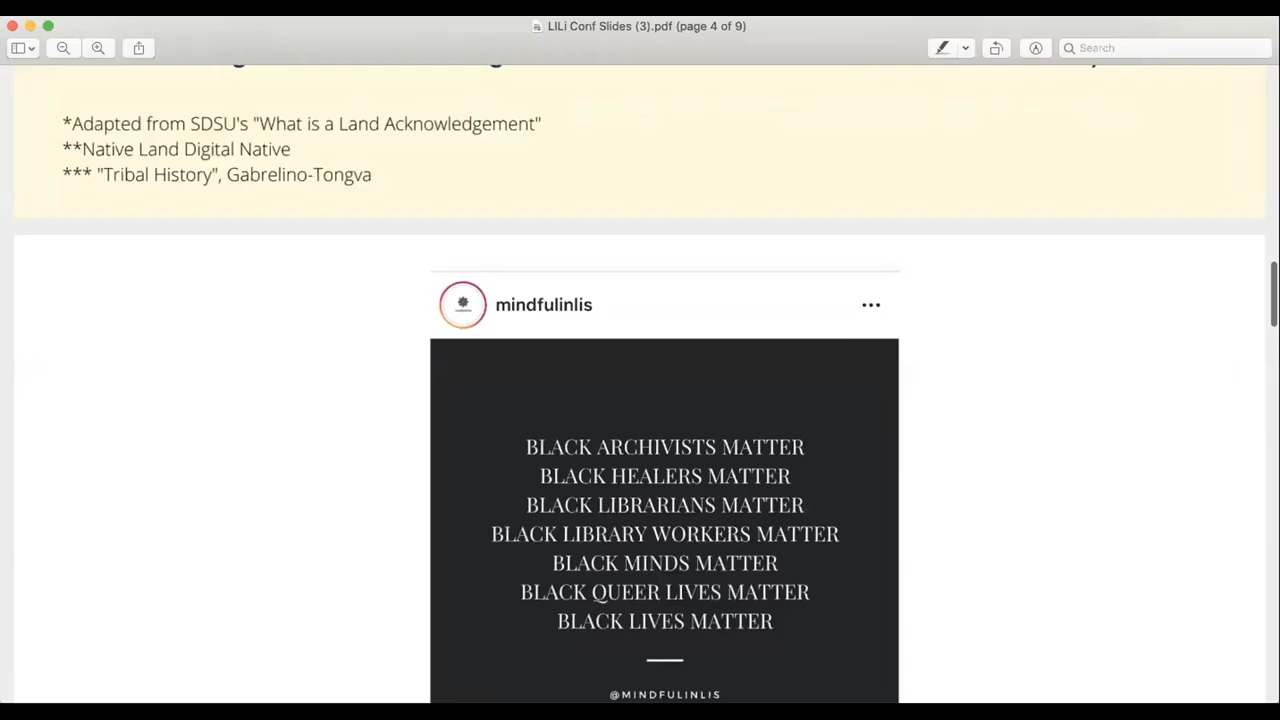 LILi Conf Slides (3).pdf (page 4 of 9)
Search
*Adapted from SDSU's "What is a Land Acknowledgement"
**Native Land Digital Native
*** "Tribal History", Gabrelino-Tongva
mindfulinlis
BLACK ARCHIVISTS MATTER
BLACK HEALERS MATTER
BLACK LIBRARIANS MATTER
BLACK LIBRARY WORKERS MATTER
BLACK MINDS MATTER
BLACK QUEER LIVES MATTER
BLACK LIVES MATTER
@MINDFULINLIS